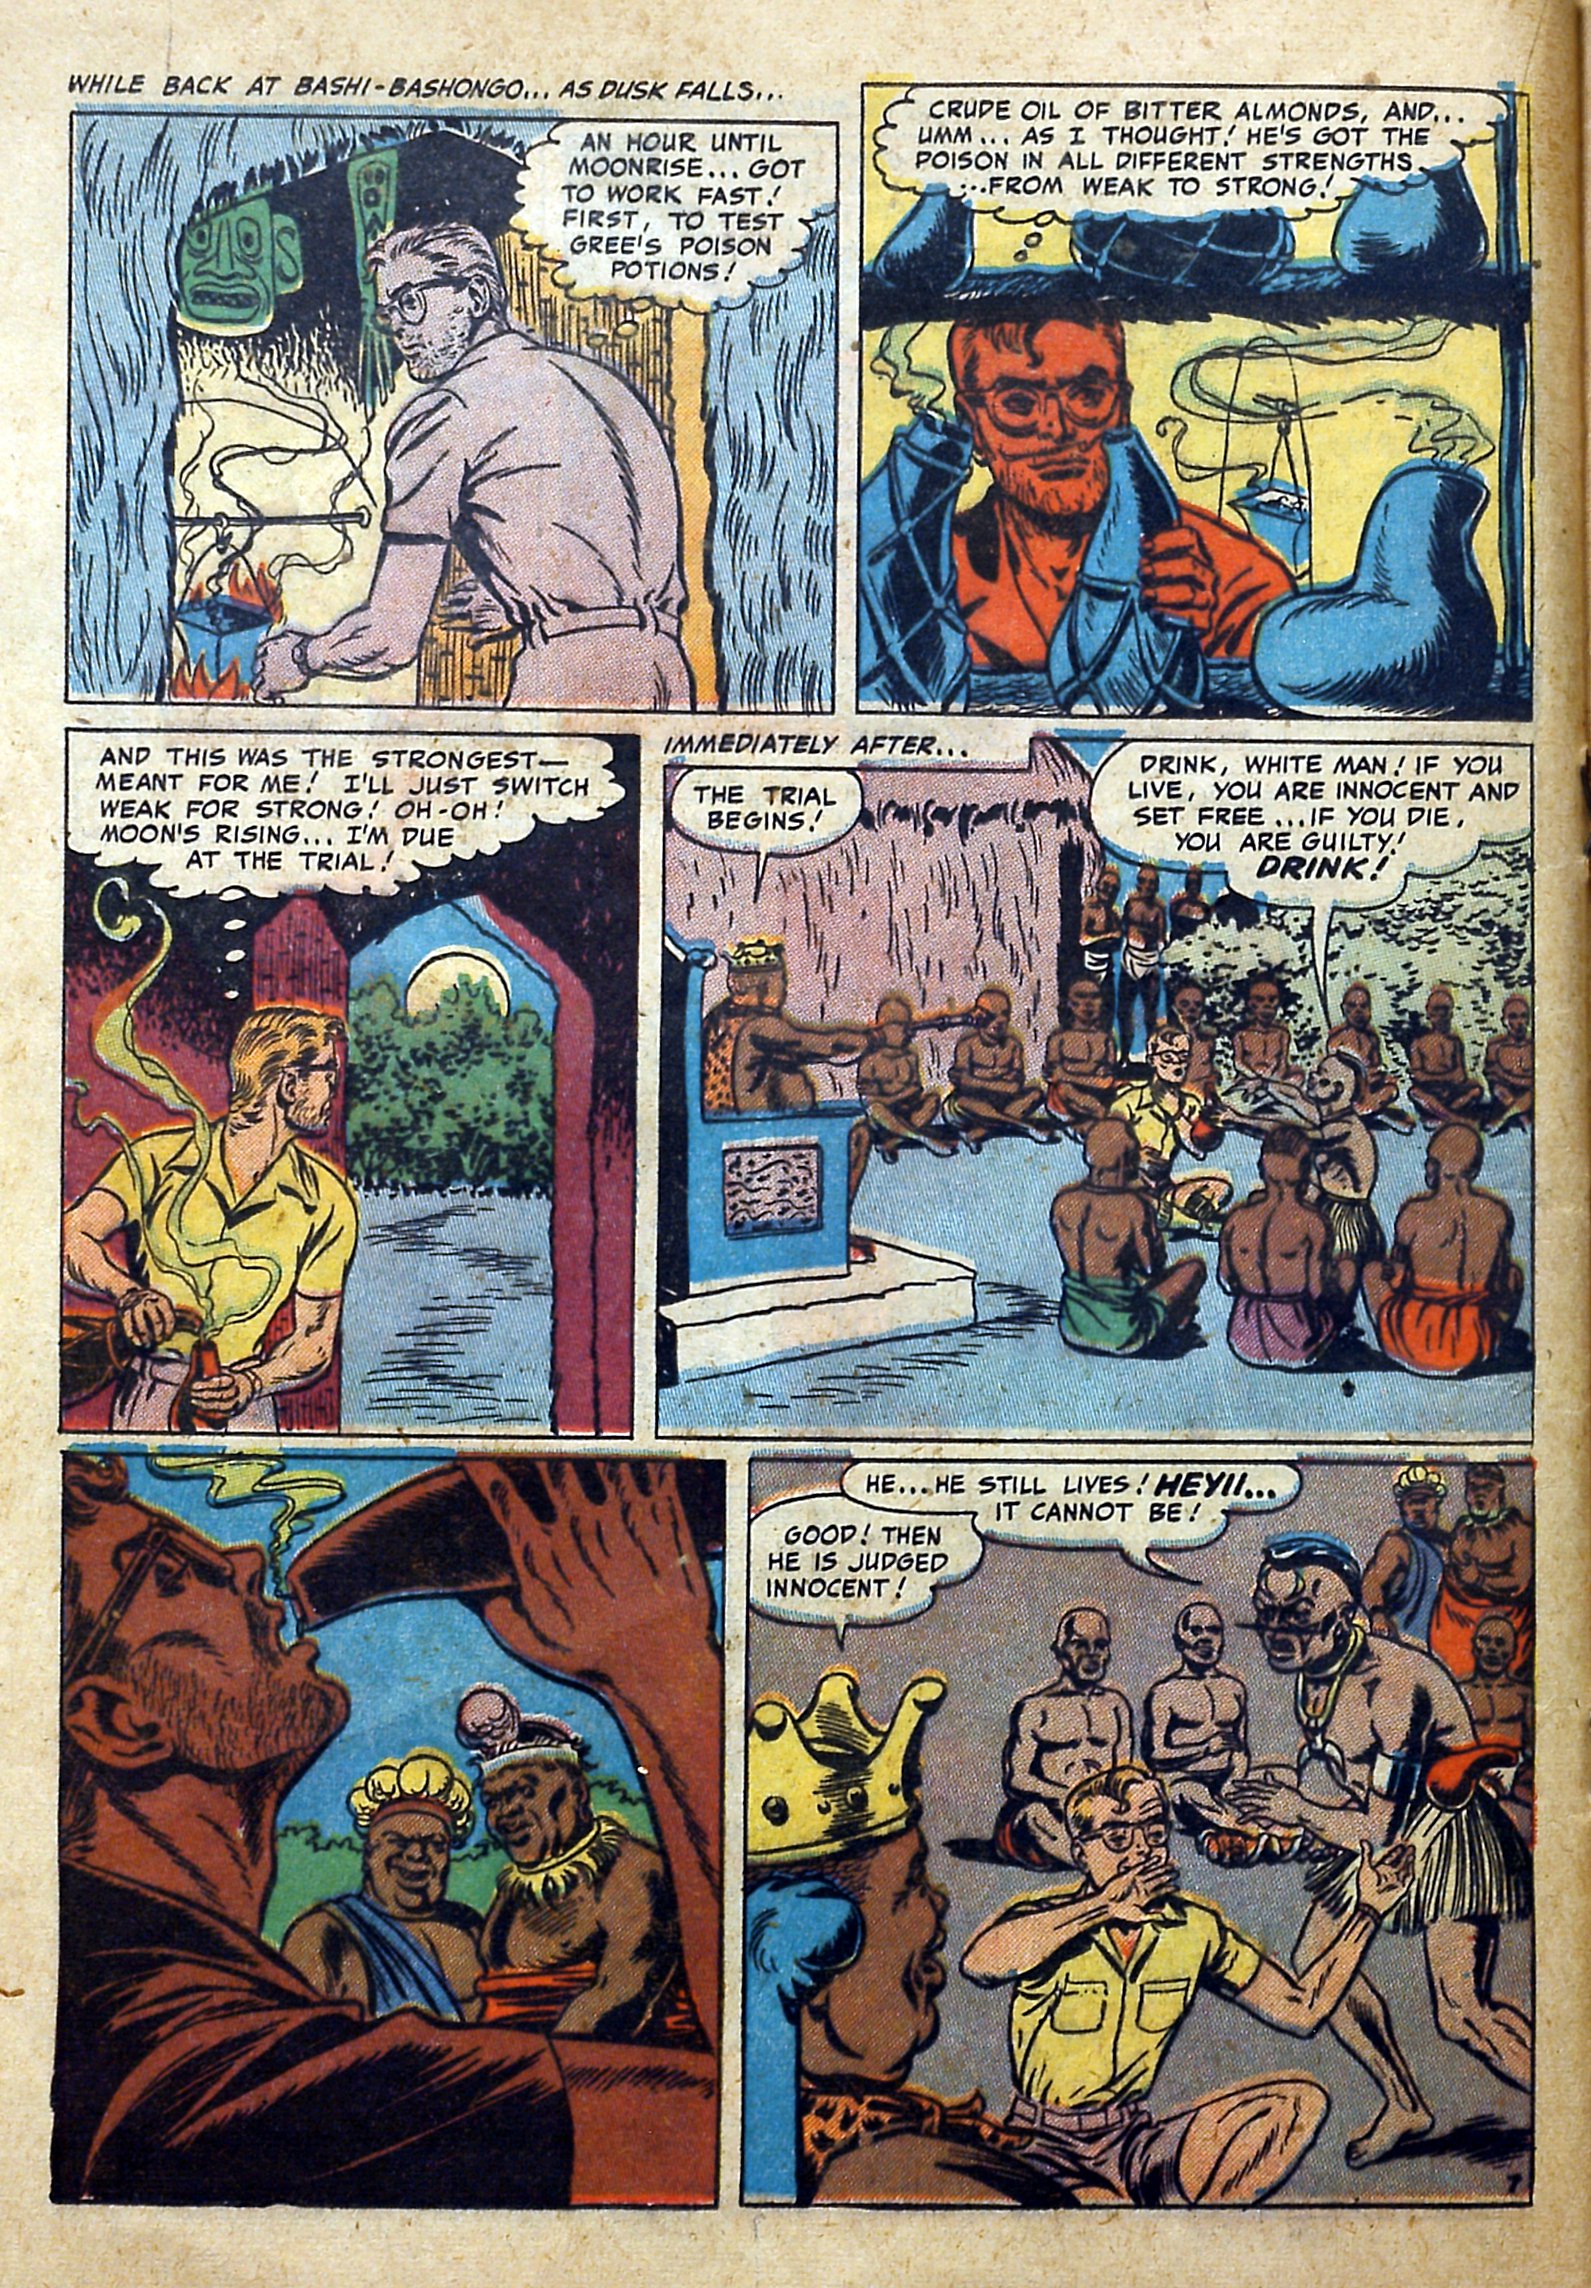 WHILE BACK AT BASHI-BASHONGO... AS DUSK FALLS...
AN HOUR UNTIL
MOONRISE... GOT
TO WORK FAST!
FIRST, TO TEST
GREE'S POISON
POTIONS!
CRUDE OIL OF BITTER ALMONDS, AND...
UMM... AS I THOUGHT! HE'S GOT THE
POISON IN ALL DIFFERENT STRENGTHS
...FROM WEAK TO STRONG!
AND THIS WAS THE STRONGEST—
MEANT FOR ME! I'LL JUST SWITCH
WEAK FOR STRONG! OH-OH!
MOON'S RISING... I'M DUE
AT THE TRIAL!
IMMEDIATELY AFTER...
THE TRIAL
BEGINS!
DRINK, WHITE MAN! IF YOU
LIVE, YOU ARE INNOCENT AND
SET FREE... IF YOU DIE,
YOU ARE GUILTY!
DRINK!
HE...HE STILL LIVES! HEYII...
IT CANNOT BE!
GOOD! THEN
HE IS JUDGED
INNOCENT!
7